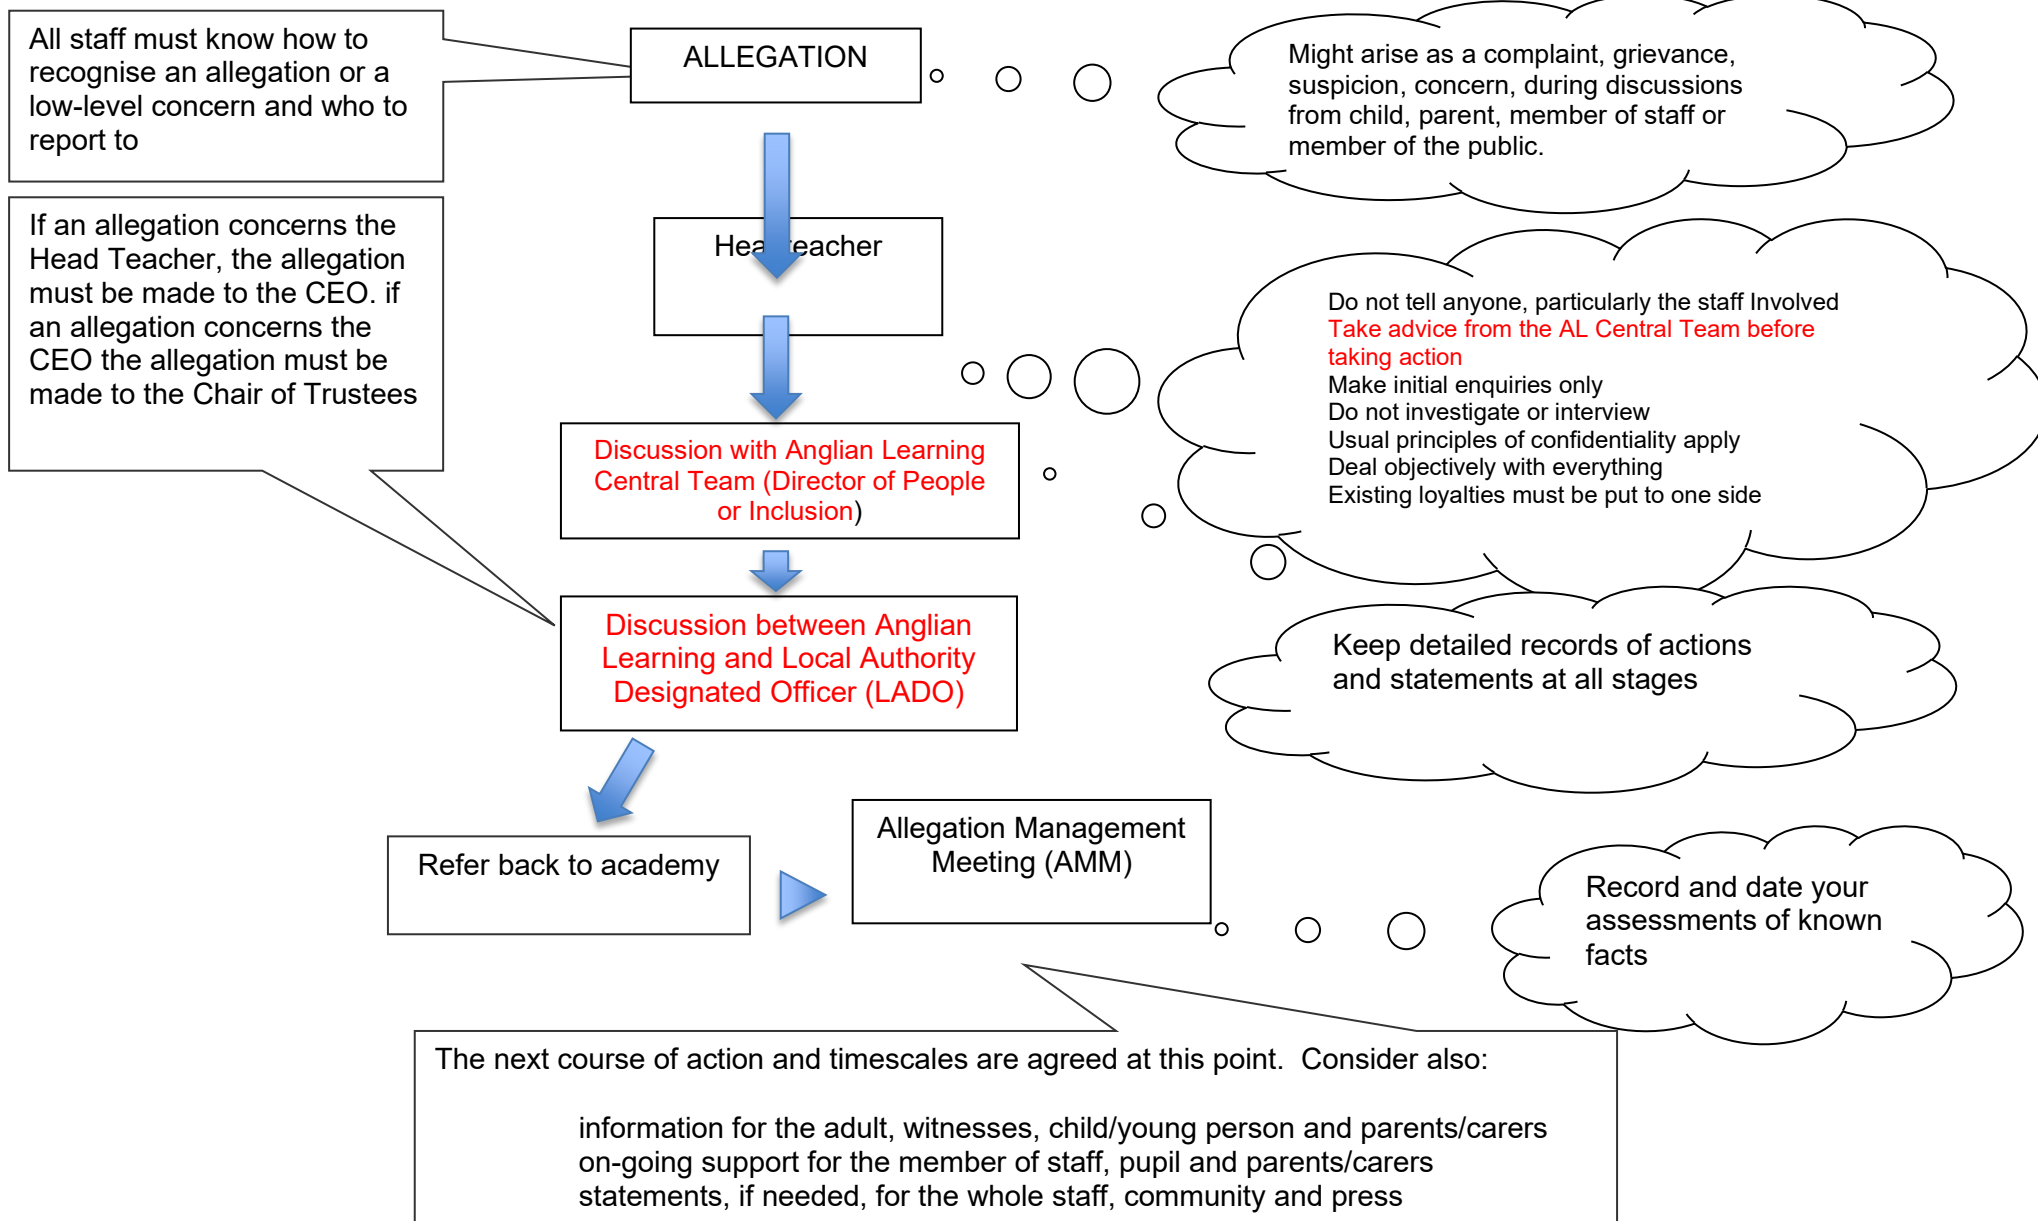 All staff must know how to
recognise an allegation or a
low-level concern and who to
report to
ALLEGATION
Might arise as a complaint, grievance,
suspicion, concern, during discussions
from child, parent, member of staff or
member of the public.
If an allegation concerns the
Head Teacher, the allegation
must be made to the CEO. if
an allegation concerns the
CEO the allegation must be
made to the Chair of Trustees
Headteacher
Do not tell anyone, particularly the staff Involved
Take advice from the AL Central Team before
taking action
Make initial enquiries only
Do not investigate or interview
Usual principles of confidentiality apply
Deal objectively with everything
Existing loyalties must be put to one side
Discussion with Anglian Learning
Central Team (Director of People
or Inclusion)
Discussion between Anglian
Learning and Local Authority
Designated Officer (LADO)
Keep detailed records of actions
and statements at all stages
Refer back to academy
Allegation Management
Meeting (AMM)
Record and date your
assessments of known
facts
The next course of action and timescales are agreed at this point.  Consider also:
information for the adult, witnesses, child/young person and parents/carers
on-going support for the member of staff, pupil and parents/carers
statements, if needed, for the whole staff, community and press